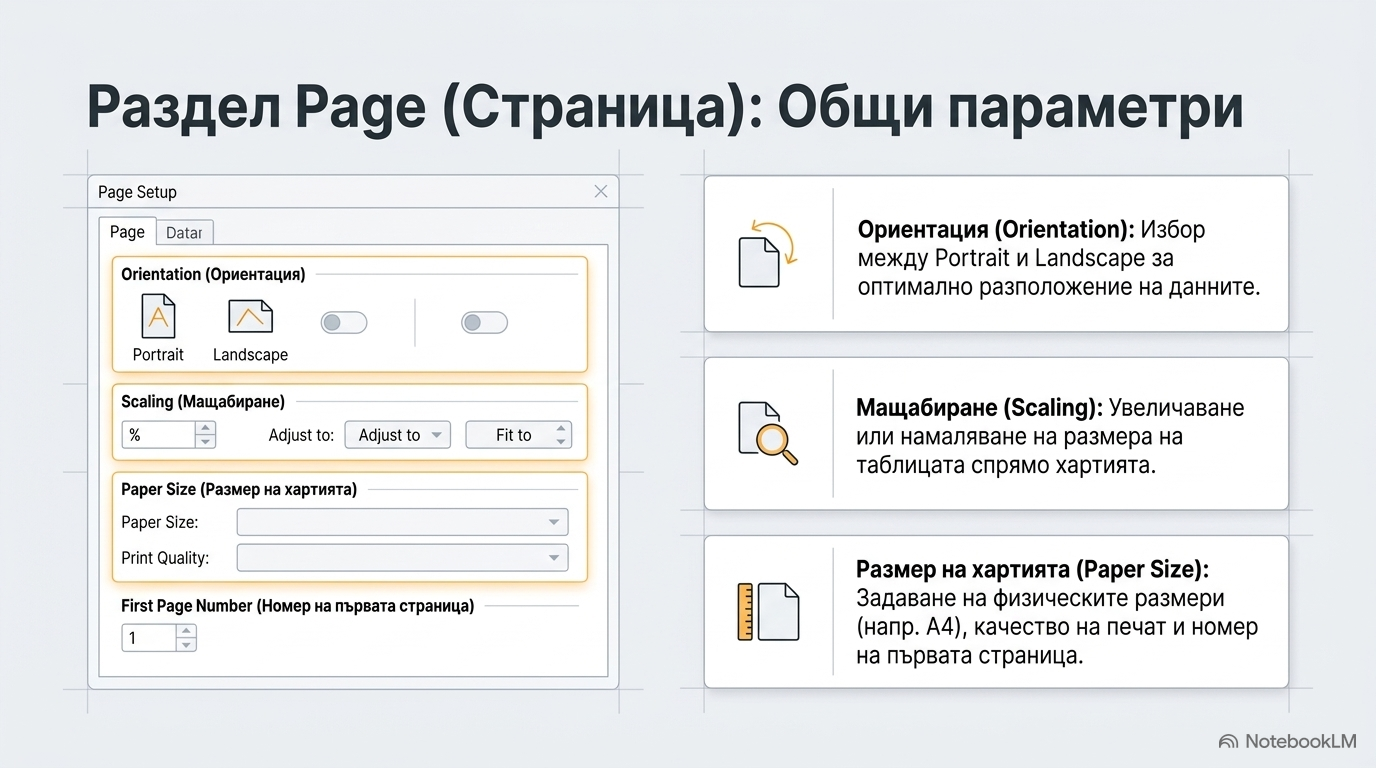 Раздел Page (Страница): Общи параметри
Page Setup
Page
Datar
Orientation (Ориентация)
A
Portrait
Landscape
Scaling (Мащабиране)
%
Adjust to:
Adjust to
Fit to
Paper Size (Размер на хартията)
Paper Size:
Print Quality:
First Page Number (Номер на първата страница)
1
Ориентация (Orientation): Избор
между Portrait и Landscape за
оптимално разположение на данните.
Мащабиране (Scaling): Увеличаване
или намаляване на размера на
таблицата спрямо хартията.
Размер на хартията (Paper Size):
Задаване на физическите размери
(напр. А4), качество на печат и номер
на първата страница.
NotebookLM